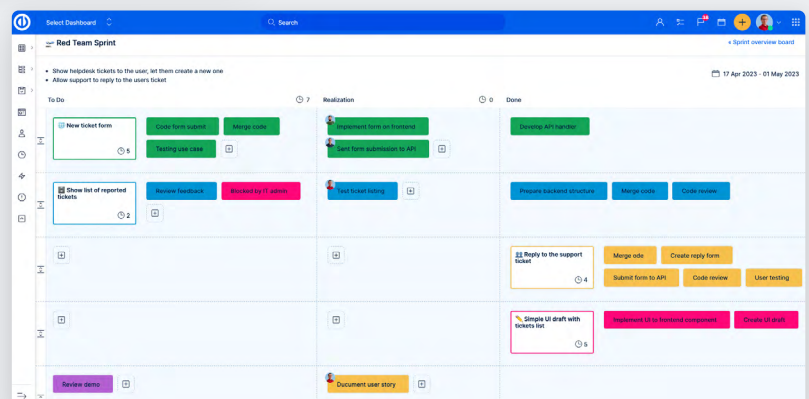 Select Dashboard
Search
38
Red Team Sprint
« Sprint overview board
Show helpdesk tickets to the user, let them create a new one
Allow support to reply to the users ticket
17 Apr 2023 - 01 May 2023
To Do
7
Realization
0
Done
New ticket form
5
Code form submit
Merge code
Testing use case
Implement form on frontend
Sent form submission to API
Develop API handler
Show list of reported
tickets
2
Review feedback
Blocked by IT admin
Test ticket listing
Prepare backend structure
Merge code
Code review
Reply to the support
ticket
4
Merge ode
Create reply form
Submit form to API
Code review
User testing
Simple UI draft with
tickets list
5
Implement UI to frontend component
Create UI draft
Review demo
Ducument user story